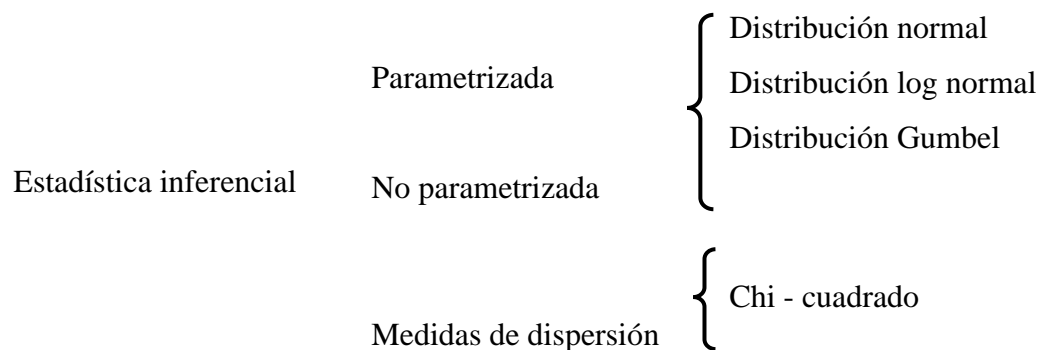 Estadística inferencial
Parametrizada
Distribución normal
Distribución log normal
Distribución Gumbel
No parametrizada
Chi - cuadrado
Medidas de dispersión